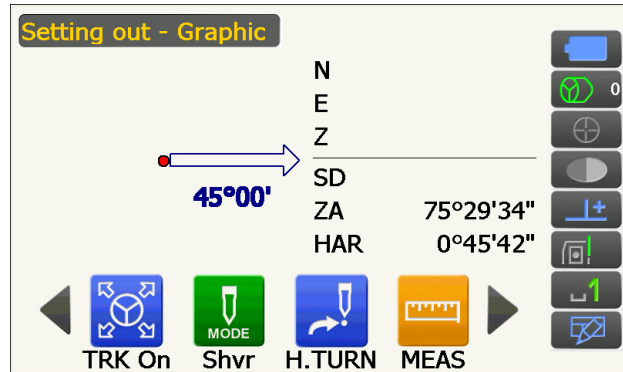 Setting out - Graphic
N
E
Z
SD
ZA 75°29'34"
HAR 0°45'42"
45°00'
0
1
MODE
TRK On Shvr H.TURN MEAS